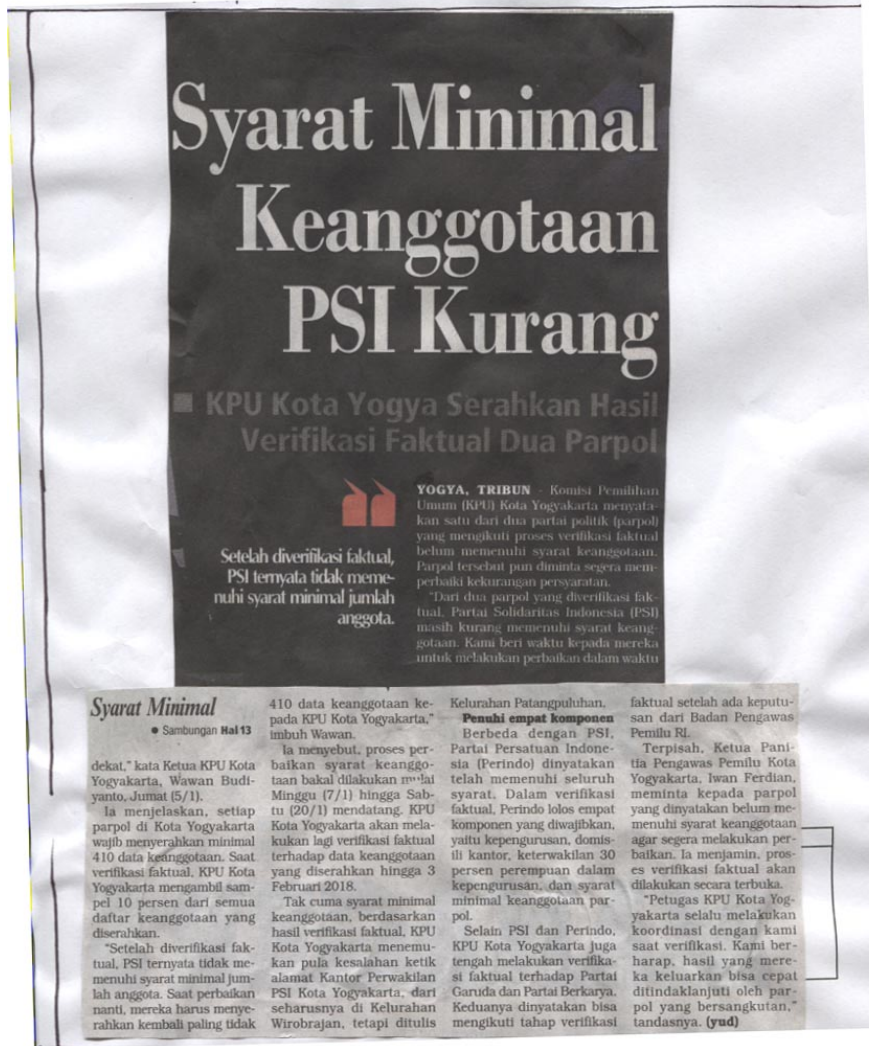 Syarat Minimal
Keanggotaan
PSI Kurang
■ KPU Kota Yogya Serahkan Hasil
Verifikasi Faktual Dua Parpol
Setelah diverifikasi faktual,
PSI ternyata tidak meme-
nuhi syarat minimal jumlah
anggota.
YOGYA, TRIBUN - Komisi Pemilihan
Umum (KPU) Kota Yogyakarta menyata-
kan satu dari dua partai politik (parpol)
yang mengikuti proses verifikasi faktual
belum memenuhi syarat keanggotaan.
Parpol tersebut pun diminta segera mem-
perbaiki kekurangan persyaratan.
"Dari dua parpol yang diverifikasi fak-
tual, Partai Solidaritas Indonesia (PSI)
masih kurang memenuhi syarat keang-
gotaan. Kami beri waktu kepada mereka
untuk melakukan perbaikan dalam waktu
Syarat Minimal
● Sambungan Hal 13
dekat," kata Ketua KPU Kota
Yogyakarta, Wawan Budi-
yanto, Jumat (5/1).
Ia menjelaskan, setiap
parpol di Kota Yogyakarta
wajib menyerahkan minimal
410 data keanggotaan. Saat
verifikasi faktual, KPU Kota
Yogyakarta mengambil sam-
pel 10 persen dari semua
daftar keanggotaan yang
diserahkan.
"Setelah diverifikasi fak-
tual, PSI ternyata tidak me-
menuhi syarat minimal jum-
lah anggota. Saat perbaikan
nanti, mereka harus menye-
rahkan kembali paling tidak
410 data keanggotaan ke-
pada KPU Kota Yogyakarta,"
imbuh Wawan.
Ia menyebut, proses per-
baikan syarat keanggo-
taan bakal dilakukan mulai
Minggu (7/1) hingga Sab-
tu (20/1) mendatang. KPU
Kota Yogyakarta akan mela-
kukan lagi verifikasi faktual
terhadap data keanggotaan
yang diserahkan hingga 3
Februari 2018.
Tak cuma syarat minimal
keanggotaan, berdasarkan
hasil verifikasi faktual, KPU
Kota Yogyakarta menemu-
kan pula kesalahan ketik
alamat Kantor Perwakilan
PSI Kota Yogyakarta, dari
seharusnya di Kelurahan
Wirobrajan, tetapi ditulis
Kelurahan Patangpuluhan.
Penuhi empat komponen
Berbeda dengan PSI,
Partai Persatuan Indone-
sia (Perindo) dinyatakan
telah memenuhi seluruh
syarat. Dalam verifikasi
faktual, Perindo lolos empat
komponen yang diwajibkan,
yaitu kepengurusan, domis-
ili kantor, keterwakilan 30
persen perempuan dalam
kepengurusan, dan syarat
minimal keanggotaan par-
pol.
Selain PSI dan Perindo,
KPU Kota Yogyakarta juga
tengah melakukan verifika-
si faktual terhadap Partai
Garuda dan Partai Berkarya.
Keduanya dinyatakan bisa
mengikuti tahap verifikasi
faktual setelah ada keputu-
san dari Badan Pengawas
Pemilu RI.
Terpisah, Ketua Pani-
tia Pengawas Pemilu Kota
Yogyakarta, Iwan Ferdian,
meminta kepada parpol
yang dinyatakan belum me-
menuhi syarat keanggotaan
agar segera melakukan per-
baikan. Ia menjamin, pros-
es verifikasi faktual akan
dilakukan secara terbuka.
"Petugas KPU Kota Yog-
yakarta selalu melakukan
koordinasi dengan kami
saat verifikasi. Kami ber-
harap, hasil yang mere-
ka keluarkan bisa cepat
ditindaklanjuti oleh par-
pol yang bersangkutan,"
tandasnya. (yud)